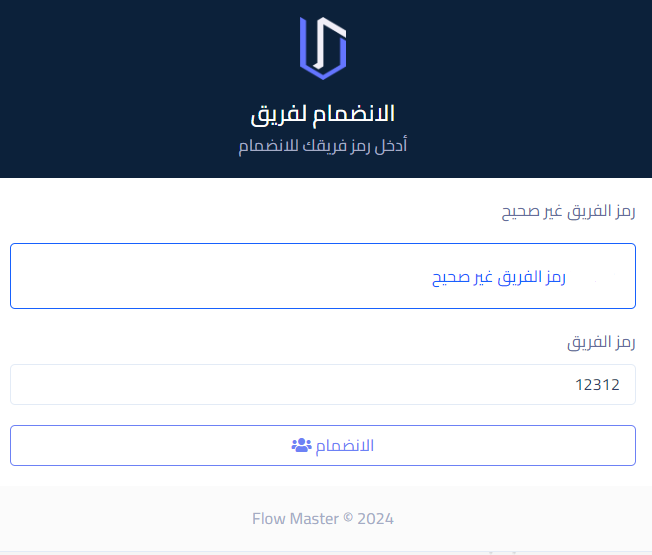 الانضمام لفريق
أدخل رمز فريقك للانضمام
رمز الفريق غير صحيح
رمز الفريق غير صحيح
رمز الفريق
12312
الانضمام
Flow Master © 2024